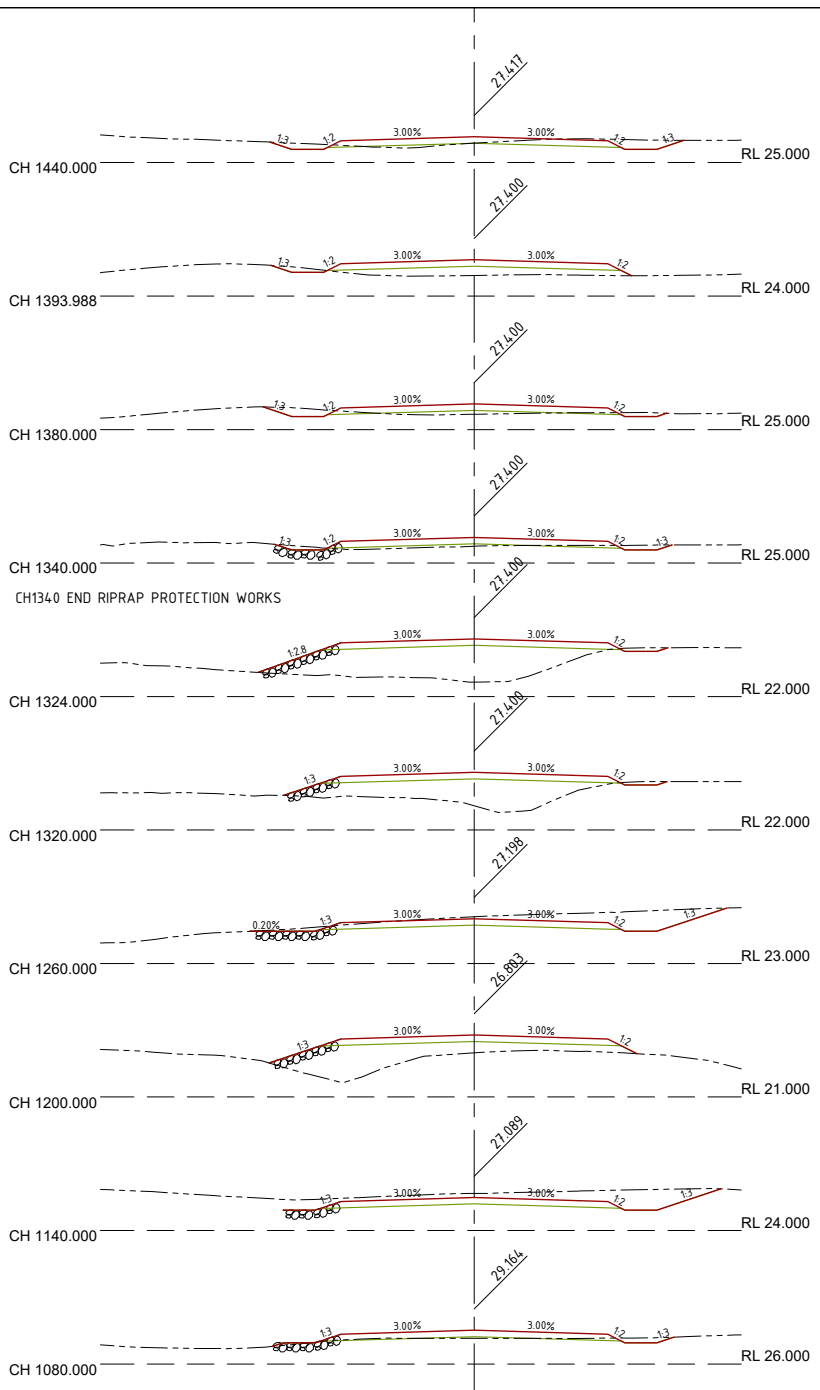 27.417
1:3 1:2 3.00% 3.00% 1:2 1:3
CH 1440.000 RL 25.000
27.400
1:3 1:2 3.00% 3.00% 1:2
CH 1393.988 RL 24.000
27.400
1:3 1:2 3.00% 3.00% 1:2
CH 1380.000 RL 25.000
27.400
1:3 1:2 3.00% 3.00% 1:2 1:3
CH 1340.000 RL 25.000
CH1340 END RIPRAP PROTECTION WORKS
27.400
1:2.8 3.00% 3.00% 1:2
CH 1324.000 RL 22.000
27.400
1:3 3.00% 3.00% 1:2
CH 1320.000 RL 22.000
27.198
0.20% 1:3 3.00% 3.00% 1:2 1:3
CH 1260.000 RL 23.000
26.803
1:3 3.00% 3.00% 1:2
CH 1200.000 RL 21.000
27.089
1:3 3.00% 3.00% 1:2 1:3
CH 1140.000 RL 24.000
29.164
1:3 3.00% 3.00% 1:2 1:3
CH 1080.000 RL 26.000